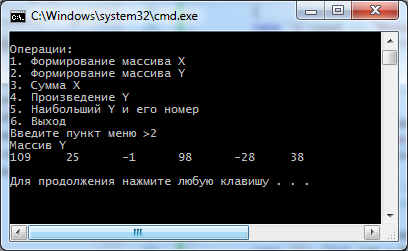 C:\Windows\system32\cmd.exe
Операции:
1. Формирование массива X
2. Формирование массива Y
3. Сумма X
4. Произведение Y
5. Наибольший Y и его номер
6. Выход
Введите пункт меню >2
Массив Y
109 25 -1 98 -28 38
Для продолжения нажмите любую клавишу . . .